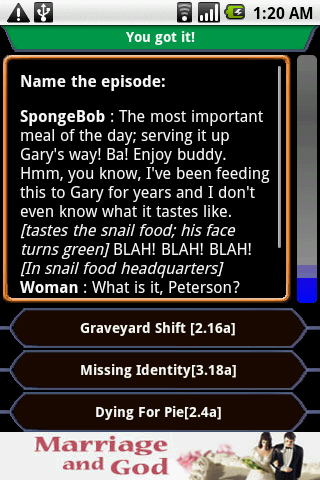 1:20 AM
You got it!
Name the episode:
SpongeBob : The most important
meal of the day; serving it up
Gary's way! Ba! Enjoy buddy.
Hmm, you know, I've been feeding
this to Gary for years and I don't
even know what it tastes like.
[tastes the snail food; his face
turns green] BLAH! BLAH! BLAH!
[In snail food headquarters]
Woman : What is it, Peterson?
Graveyard Shift [2.16a]
Missing Identity[3.18a]
Dying For Pie[2.4a]
Marriage
and God